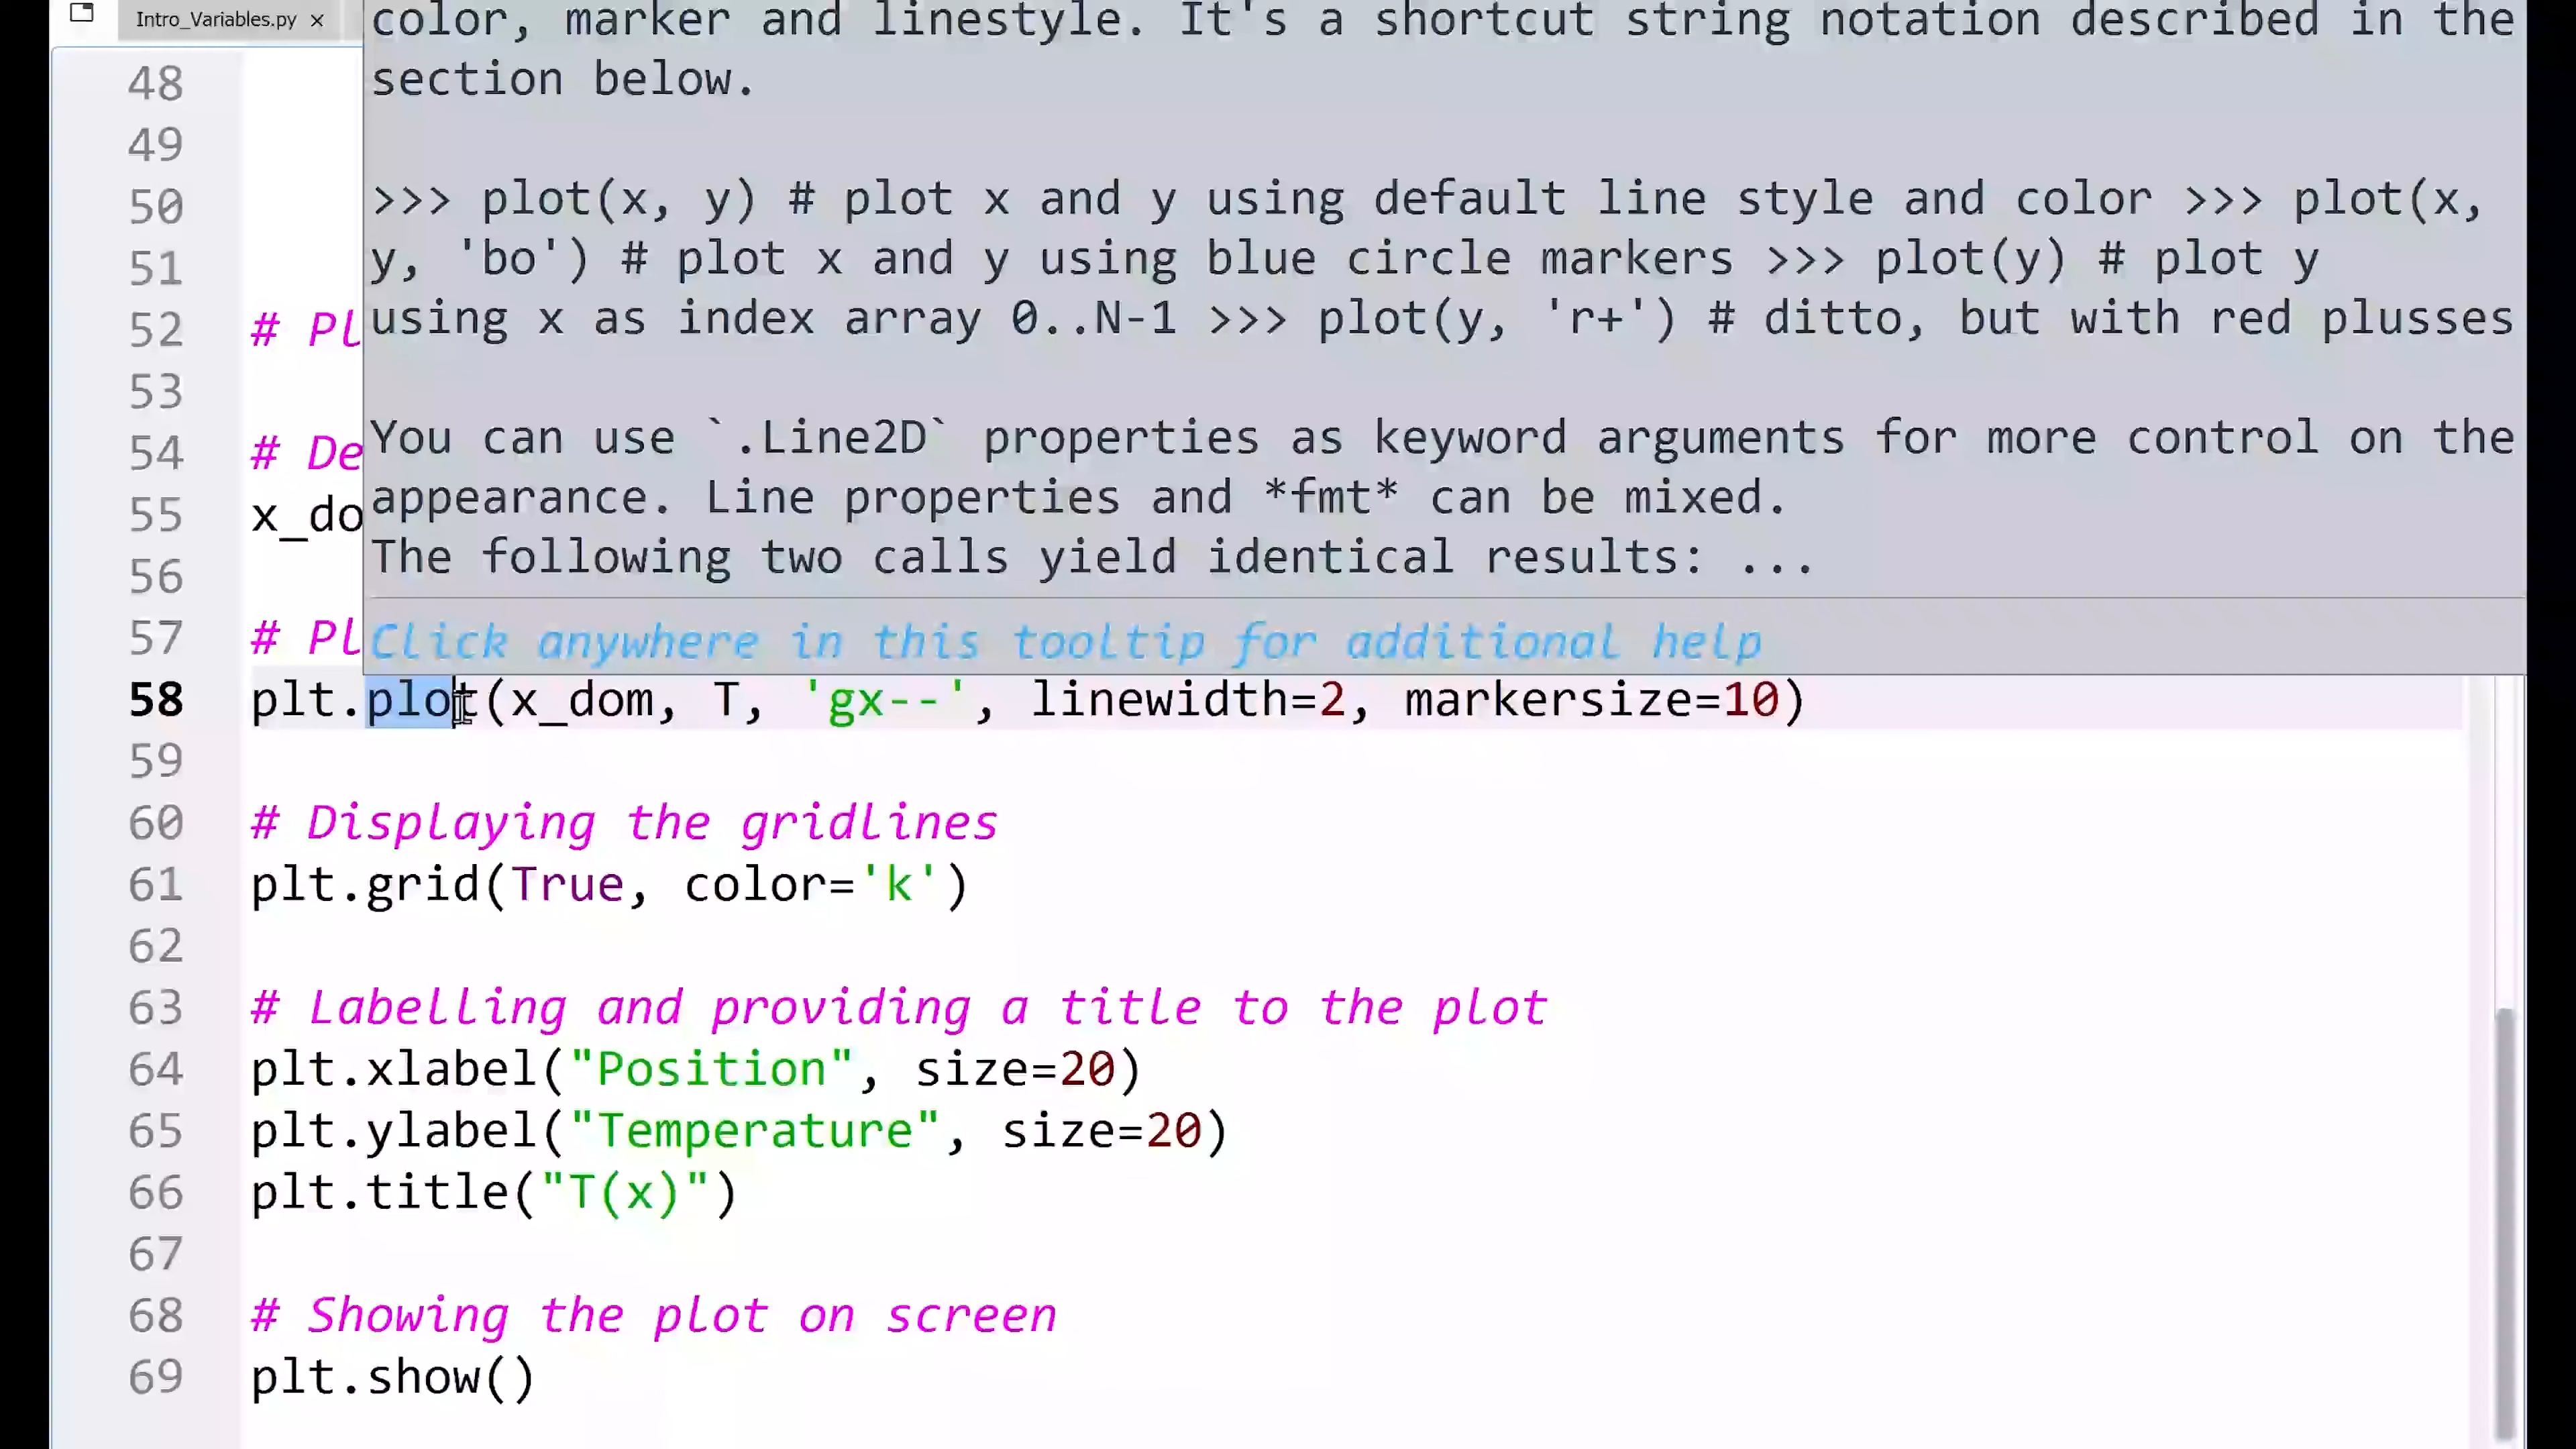 Intro_Variables.py ×
color, marker and linestyle. It's a shortcut string notation described in the
section below.
48
49
>>> plot(x, y) # plot x and y using default line style and color >>> plot(x,
50
y, 'bo') # plot x and y using blue circle markers >>> plot(y) # plot y
51
using x as index array 0..N-1 >>> plot(y, 'r+') # ditto, but with red plusses
52 # Pl
53
You can use `.Line2D` properties as keyword arguments for more control on the
54 # De
appearance. Line properties and *fmt* can be mixed.
55 x_do
The following two calls yield identical results: ...
56
57 # Pl
Click anywhere in this tooltip for additional help
58 plt.plot(x_dom, T, 'gx--', linewidth=2, markersize=10)
59
60 # Displaying the gridlines
61 plt.grid(True, color='k')
62
63 # Labelling and providing a title to the plot
64 plt.xlabel("Position", size=20)
65 plt.ylabel("Temperature", size=20)
66 plt.title("T(x)")
67
68 # Showing the plot on screen
69 plt.show()